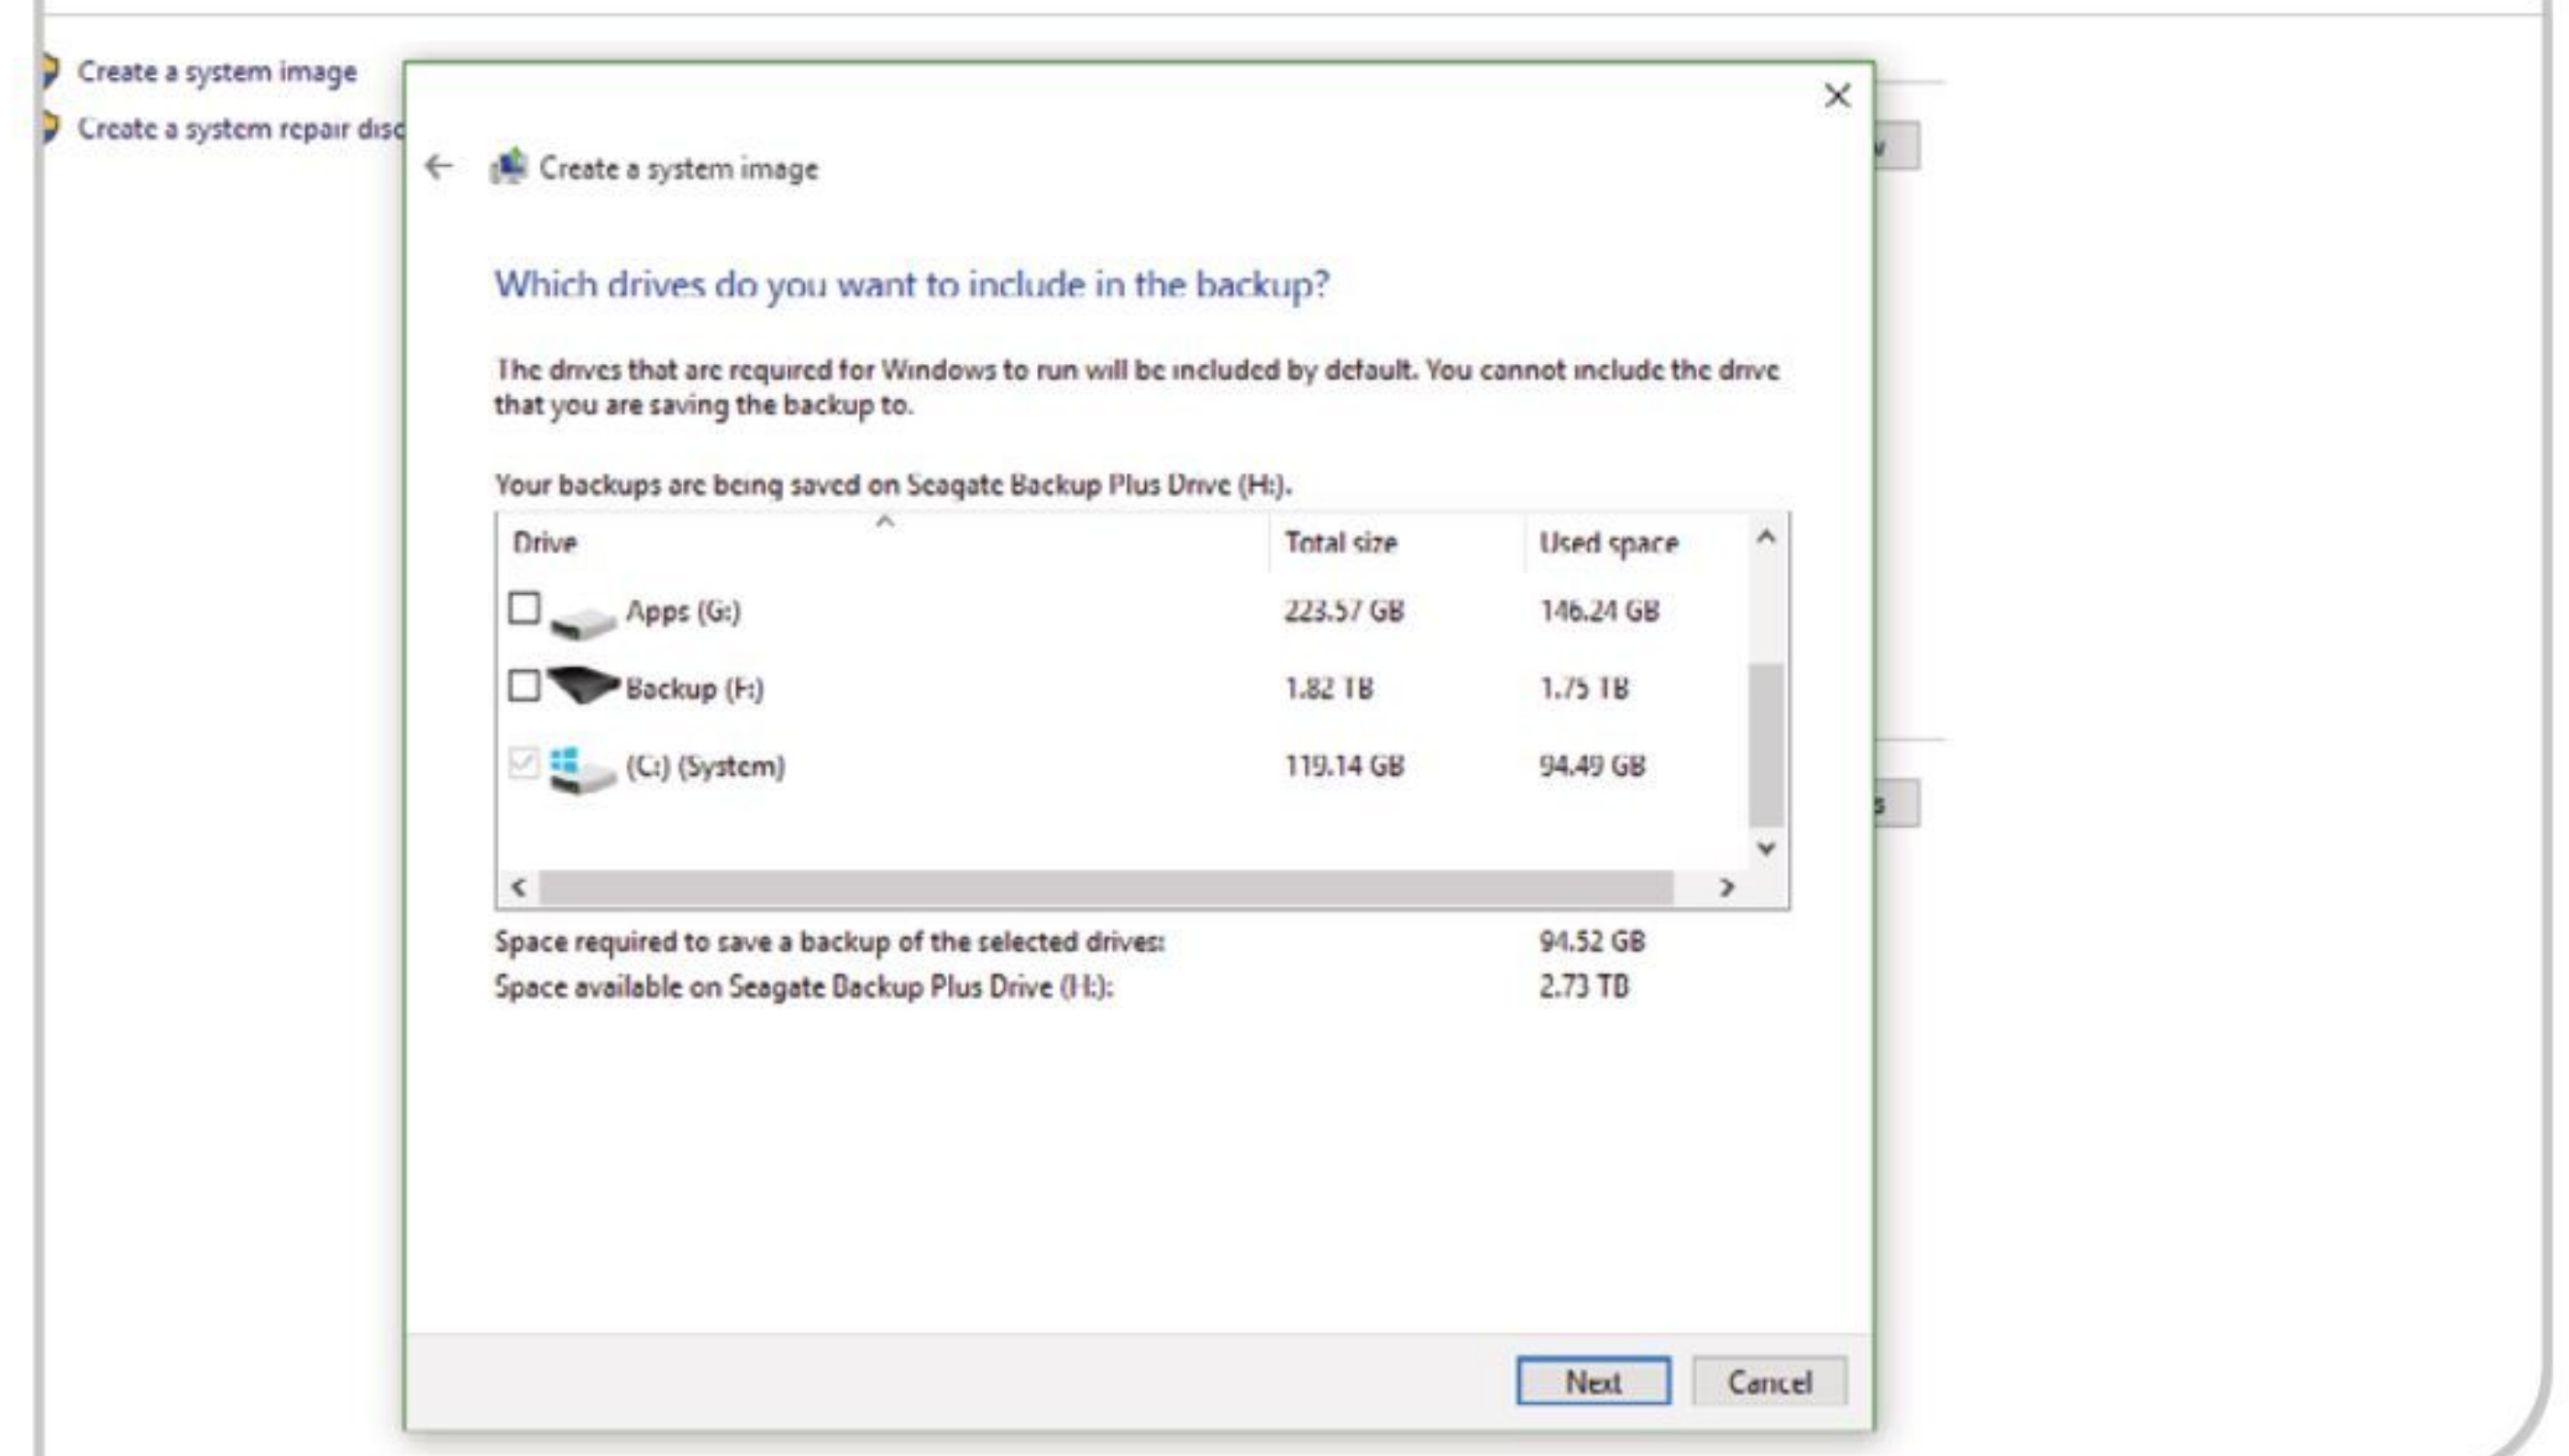 Create a system image
Create a system repair disc
Create a system image
Which drives do you want to include in the backup?
The drives that are required for Windows to run will be included by default. You cannot include the drive
that you are saving the backup to.
Your backups are being saved on Seagate Backup Plus Drive (H:).
Drive Total size Used space
Apps (G:) 223.57 GB 146.24 GB
Backup (F:) 1.82 TB 1.75 TB
(C:) (System) 119.14 GB 94.49 GB
Space required to save a backup of the selected drives: 94.52 GB
Space available on Seagate Backup Plus Drive (H:): 2.73 TB
Next Cancel